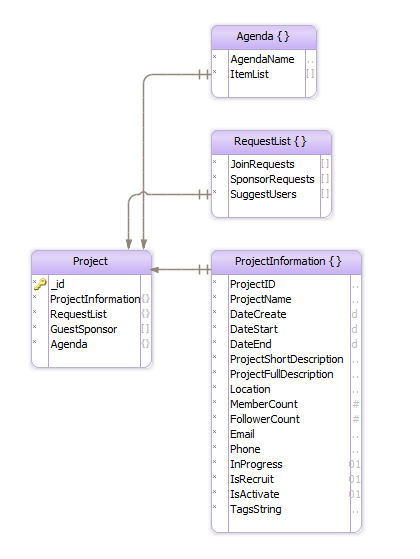 Agenda { }
* AgendaName ..
* ItemList []
RequestList { }
* JoinRequests []
* SponsorRequests []
* SuggestUsers []
Project
* _id
* ProjectInformation {}
* RequestList {}
* GuestSponsor []
* Agenda {}
ProjectInformation { }
* ProjectID ..
* ProjectName ..
* DateCreate d
* DateStart d
* DateEnd d
* ProjectShortDescription ..
* ProjectFullDescription ..
* Location ..
* MemberCount #
* FollowerCount #
* Email ..
* Phone ..
* InProgress 01
* IsRecruit 01
* IsActivate 01
* TagsString ..